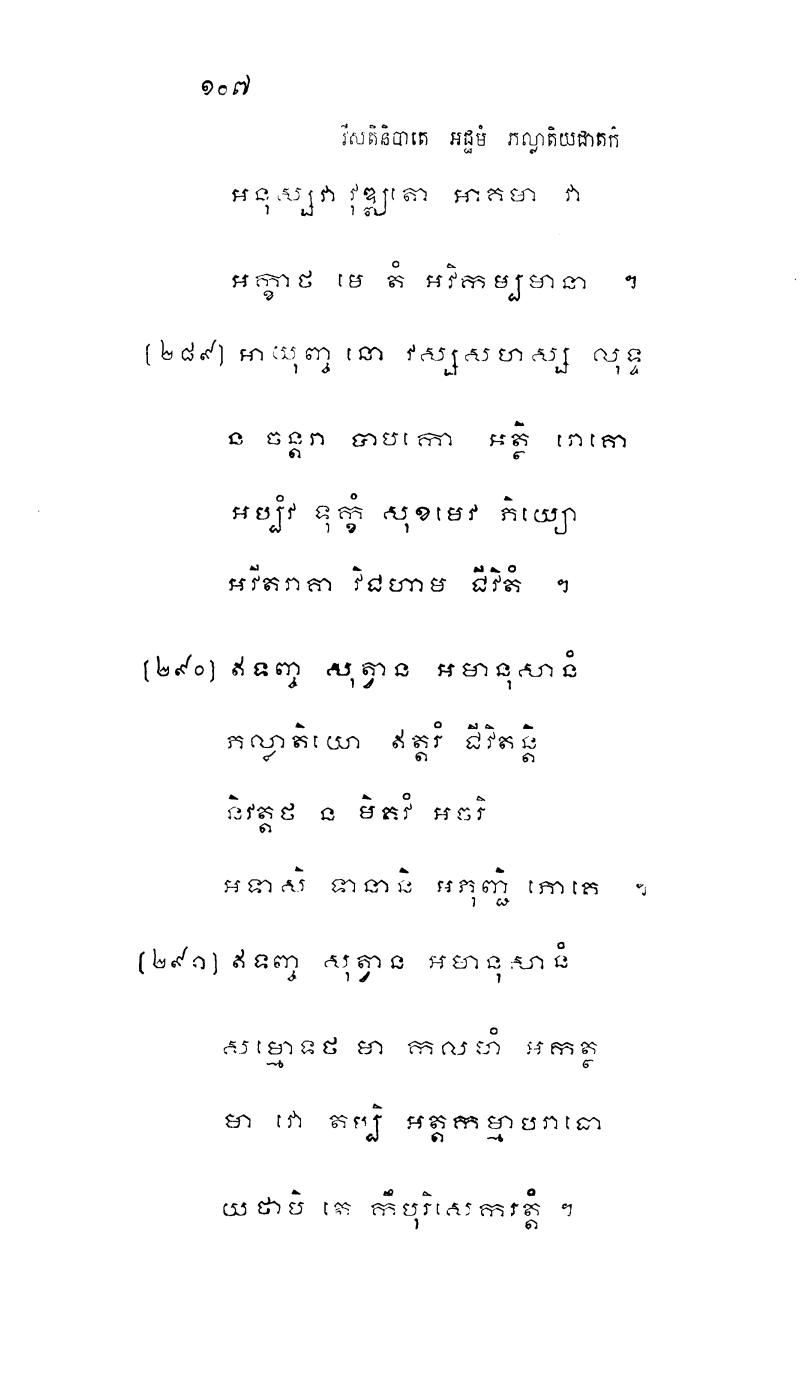 ១០៧
វីសតិនិបាតេ អដ្ឋមំ ភល្លាតិយជាតកំ
អនុស្សវា វុឌ្ឍតោ អាគមា វា
អក្ខាថ មេ តំ អវិកម្បមានា ។
(២៨៩) អាយុញ្ច នោ វស្សសហស្ស លុទ្ទ
ន ចន្តរា បាបកោ អត្ថិ រោគោ
អប្បំវ ទុក្ខំ សុខមេវ ភិយ្យោ
អវីតរាគា វិជហាម ជីវិតំ ។
(២៩០) ឥទញ្ច សុត្វាន អមានុសានំ
ភល្លាតិយោ ឥត្តរំ ជីវិតន្តិ
និវត្តថ ន មិគវំ អចរិ
អទាសិ ទានានិ អភុញ្ជិ ភោគេ ។
(២៩១) ឥទញ្ច សុត្វាន អមានុសានំ
សម្មោទថ មា កលហំ អកត្ថ
មា វោ តប្បិ អត្តកម្មាបរាធោ
យថាបិ តេ កឹបុរិសេករត្តឹ ។